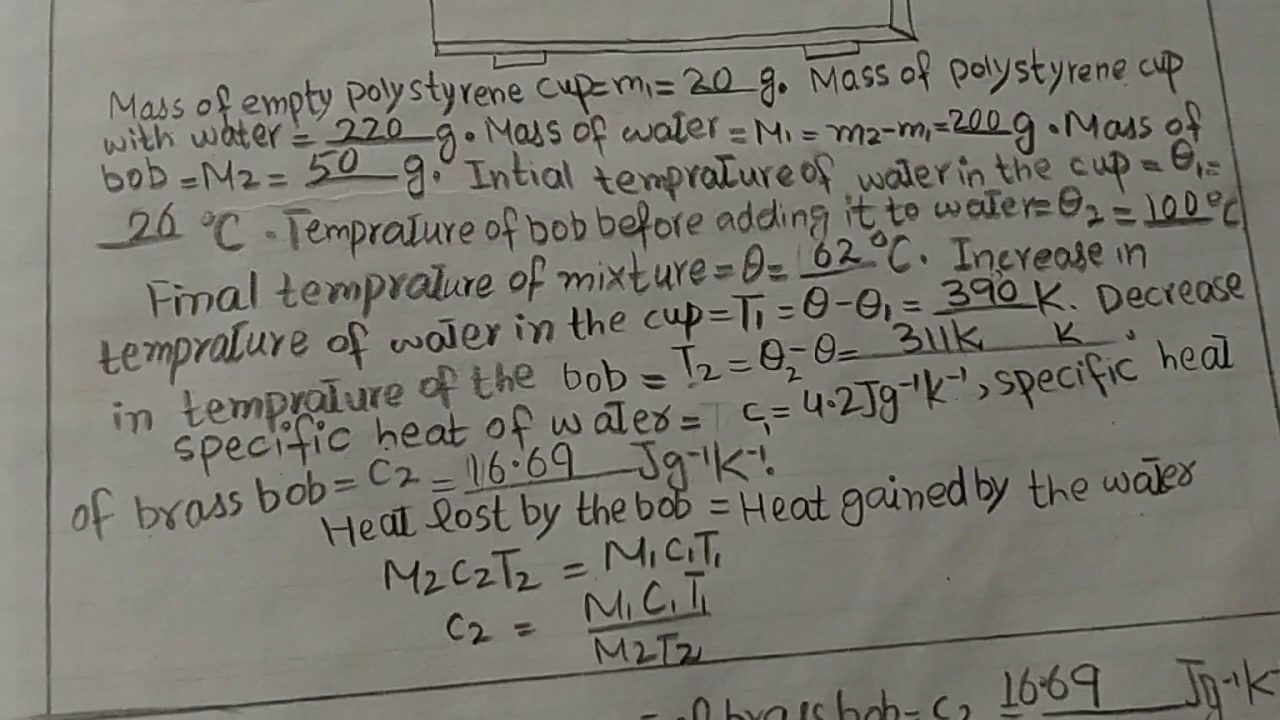 Mass of empty polystyrene cup=m₁=20 g. Mass of polystyrene cup
with water=220 g. Mass of water=M₁=m₂-m₁=200g. Mass of
bob=M2=50 g. Intial temprature of water in the cup=θ₁=
26 °C. Temprature of bob before adding it to water=θ₂=100°C
Final temprature of mixture=θ=62°C. Increase in
temprature of water in the cup=T₁=θ-θ₁=390 K. Decrease
in temprature of the bob=T₂=θ₂-θ=311k K.
specific heat of water= c₁=4.2Jg⁻¹k⁻¹, specific heat
of brass bob=C2=16.69 Jg⁻¹k⁻¹.
Heat lost by the bob=Heat gained by the water
M2C2T2 = M₁C₁T₁
C2 = M₁C₁T₁
M2T2
brass bob=C2 16.69 Jg⁻¹k